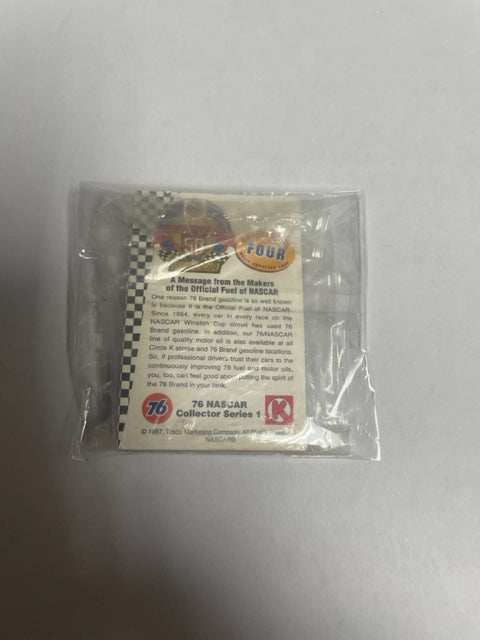 50
FOUR
A Message from the Makers
of the Official Fuel of NASCAR
One reason 76 Brand gasoline is so well known
is because it is the Official Fuel of NASCAR.
Since 1954, every car in every race on the
NASCAR Winston Cup circuit has used 76
Brand gasoline. In addition, our 76/NASCAR
line of quality motor oil is also available at all
Circle K stores and 76 Brand gasoline locations.
So, if professional drivers trust their cars to the
continuously improving 76 fuel and motor oils,
you, too, can feel good about putting the spirit of
the 76 Brand in your tank.
76
76 NASCAR
Collector Series 1
K
© 1997, Tosco Marketing Company. All Rights
NASCAR®